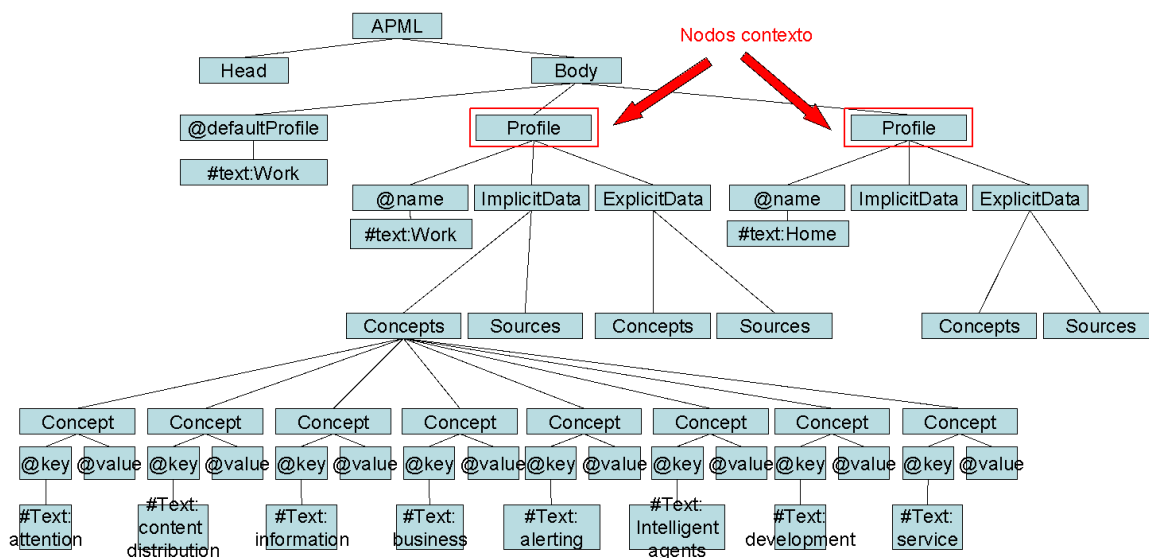 APML
Nodos contexto
Head
Body
@defaultProfile
Profile
Profile
#text:Work
@name
ImplicitData
ExplicitData
@name
ImplicitData
ExplicitData
#text:Work
#text:Home
Concepts
Sources
Concepts
Sources
Concepts
Sources
Concept
Concept
Concept
Concept
Concept
Concept
Concept
Concept
@key
@value
@key
@value
@key
@value
@key
@value
@key
@value
@key
@value
@key
@value
@key
@value
#Text:
attention
#Text:
content
distribution
#Text:
information
#Text:
business
#Text:
alerting
#Text:
Intelligent
agents
#Text:
development
#Text:
service